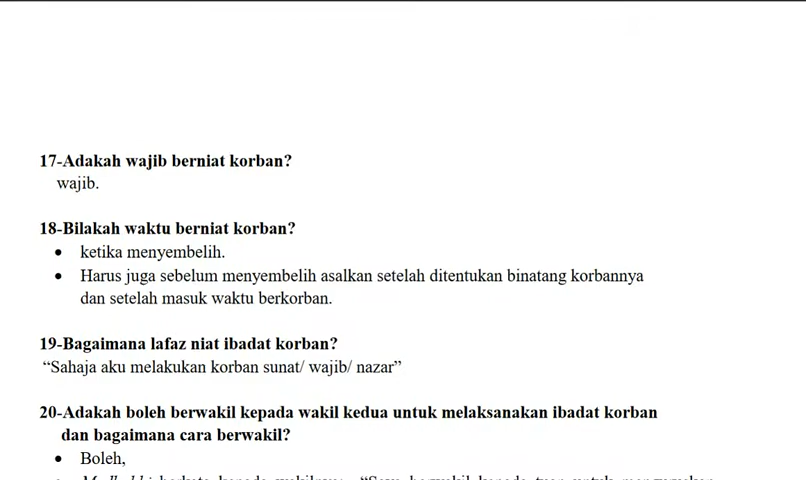 17-Adakah wajib berniat korban?
wajib.
18-Bilakah waktu berniat korban?
• ketika menyembelih.
• Harus juga sebelum menyembelih asalkan setelah ditentukan binatang korbannya
dan setelah masuk waktu berkorban.
19-Bagaimana lafaz niat ibadat korban?
“Sahaja aku melakukan korban sunat/ wajib/ nazar”
20-Adakah boleh berwakil kepada wakil kedua untuk melaksanakan ibadat korban
dan bagaimana cara berwakil?
• Boleh,